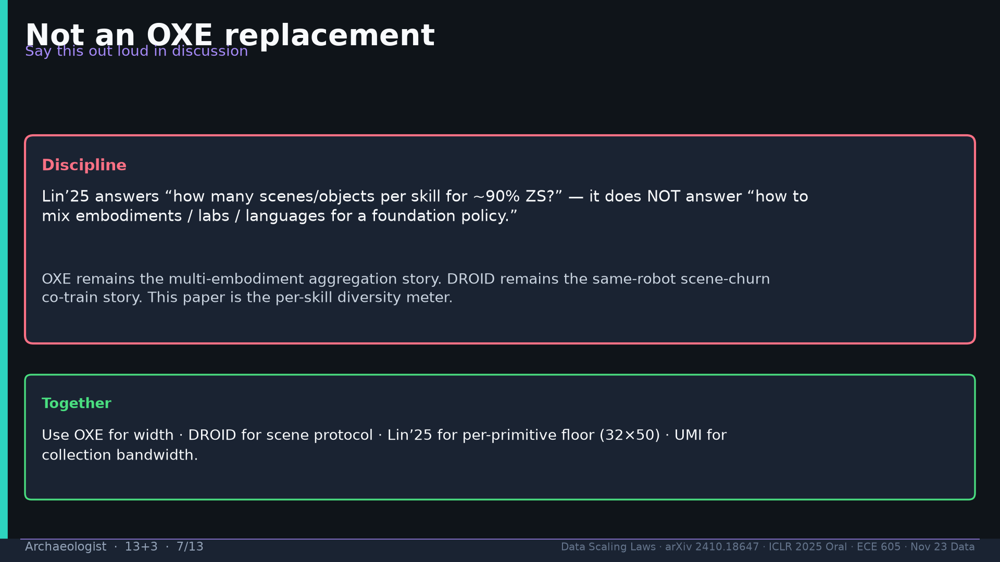 Not an OXE replacement
Say this out loud in discussion
Discipline
Lin’25 answers “how many scenes/objects per skill for ~90% ZS?” — it does NOT answer “how to
mix embodiments / labs / languages for a foundation policy.”
OXE remains the multi-embodiment aggregation story. DROID remains the same-robot scene-churn
co-train story. This paper is the per-skill diversity meter.
Together
Use OXE for width · DROID for scene protocol · Lin’25 for per-primitive floor (32×50) · UMI for
collection bandwidth.
Archaeologist · 13+3 · 7/13
Data Scaling Laws · arXiv 2410.18647 · ICLR 2025 Oral · ECE 605 · Nov 23 Data